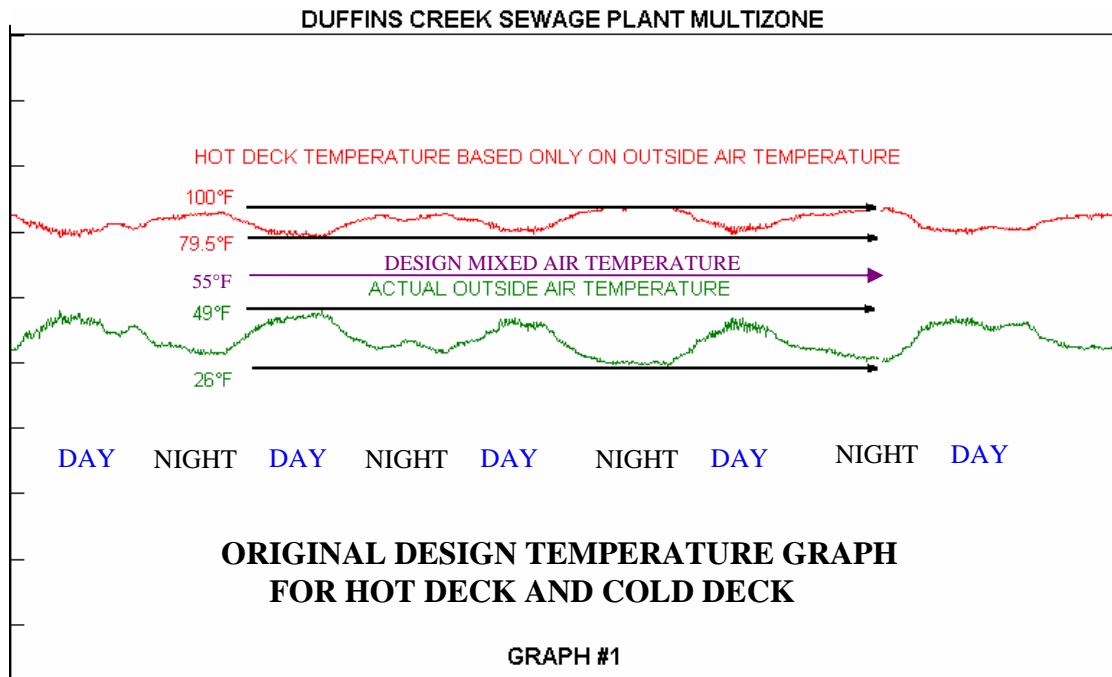 DUFFINS CREEK SEWAGE PLANT MULTIZONE
HOT DECK TEMPERATURE BASED ONLY ON OUTSIDE AIR TEMPERATURE
100°F
79.5°F
DESIGN MIXED AIR TEMPERATURE
55°F
ACTUAL OUTSIDE AIR TEMPERATURE
49°F
26°F
DAY NIGHT DAY NIGHT DAY NIGHT DAY NIGHT DAY
ORIGINAL DESIGN TEMPERATURE GRAPH
FOR HOT DECK AND COLD DECK
GRAPH #1